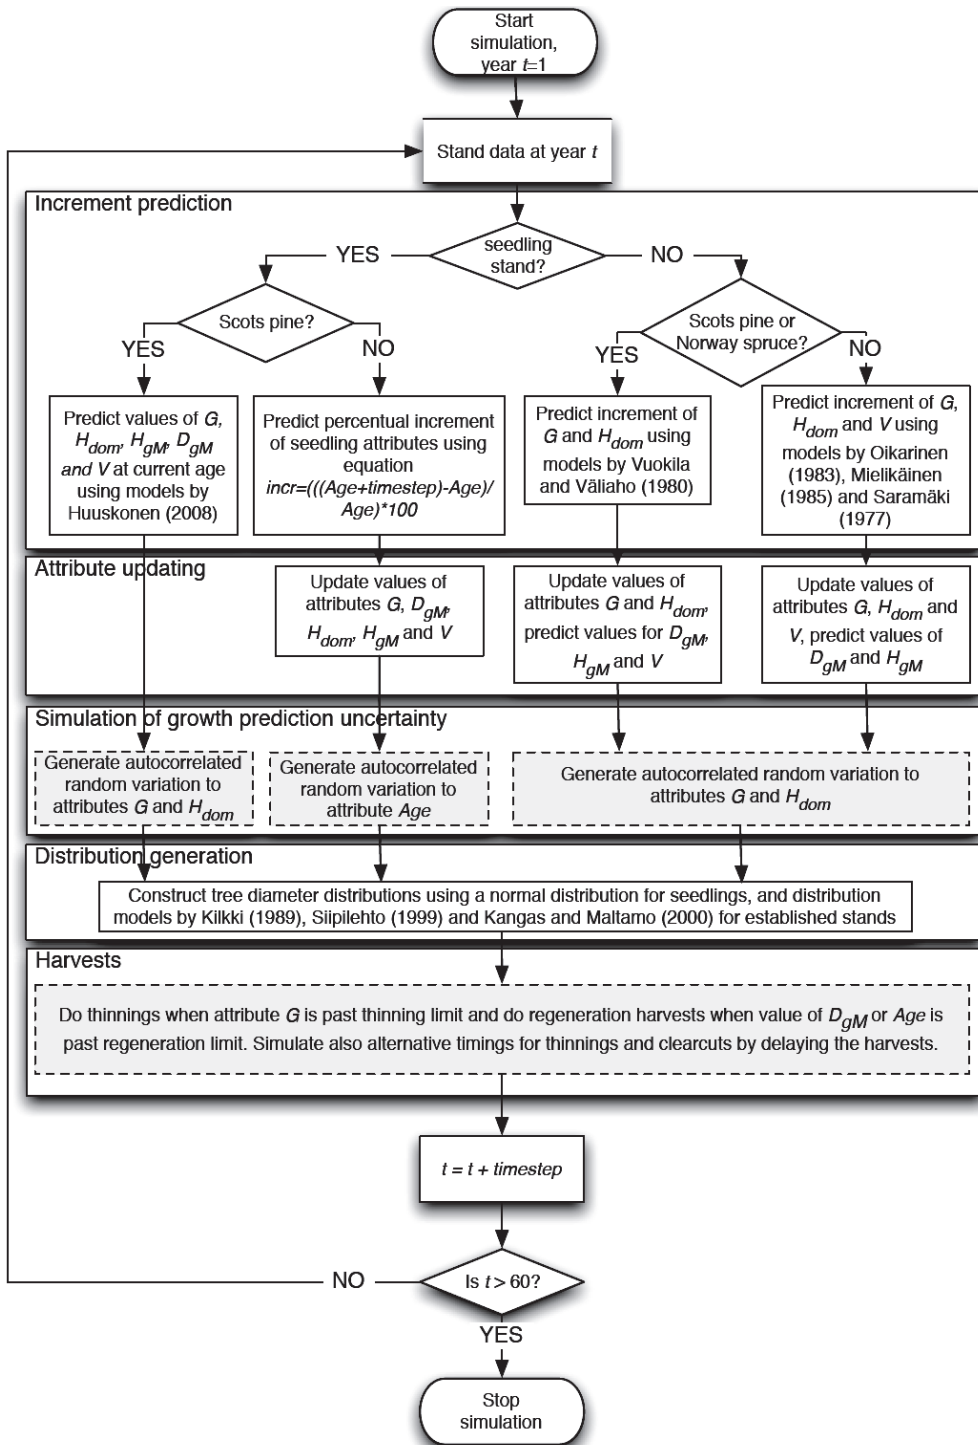 Start
simulation,
year t=1
Stand data at year t
Increment prediction
seedling
stand?
YES
NO
Scots pine?
YES
NO
Scots pine or
Norway spruce?
YES
NO
Predict values of G,
Hdom, HgM, DgM
and V at current age
using models by
Huuskonen (2008)
Predict percentual increment
of seedling attributes using
equation
incr=(((Age+timestep)-Age)/
Age)*100
Predict increment of
G and Hdom using
models by Vuokila
and Väliaho (1980)
Predict increment of G,
Hdom and V using
models by Oikarinen
(1983), Mielikäinen
(1985) and Saramäki
(1977)
Attribute updating
Update values of
attributes G, DgM,
Hdom, HgM and V
Update values of
attributes G and Hdom,
predict values for DgM,
HgM and V
Update values of
attributes G, Hdom and
V, predict values of
DgM and HgM
Simulation of growth prediction uncertainty
Generate autocorrelated
random variation to
attributes G and Hdom
Generate autocorrelated
random variation to
attribute Age
Generate autocorrelated random variation to
attributes G and Hdom
Distribution generation
Construct tree diameter distributions using a normal distribution for seedlings, and distribution
models by Kilkki (1989), Siipilehto (1999) and Kangas and Maltamo (2000) for established stands
Harvests
Do thinnings when attribute G is past thinning limit and do regeneration harvests when value of DgM or Age is
past regeneration limit. Simulate also alternative timings for thinnings and clearcuts by delaying the harvests.
t = t + timestep
Is t > 60?
NO
YES
Stop
simulation